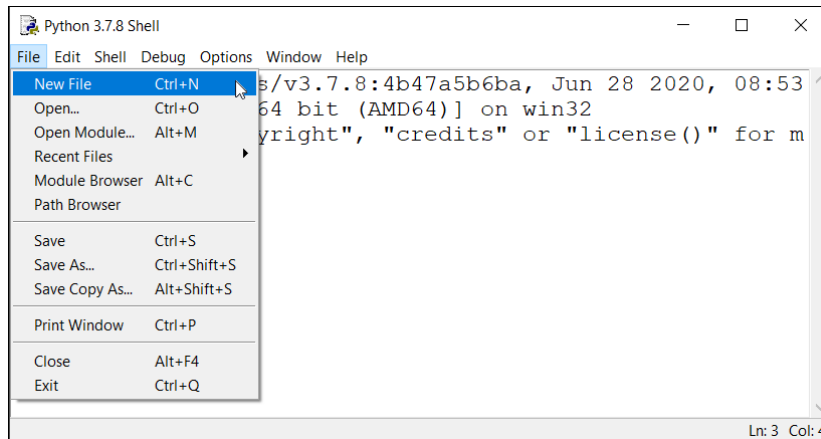 Python 3.7.8 Shell
File Edit Shell Debug Options Window Help
New File Ctrl+N
s/v3.7.8:4b47a5b6ba, Jun 28 2020, 08:53
Open... Ctrl+O
64 bit (AMD64)] on win32
Open Module... Alt+M
yright", "credits" or "license()" for m
Recent Files
Module Browser Alt+C
Path Browser
Save Ctrl+S
Save As... Ctrl+Shift+S
Save Copy As... Alt+Shift+S
Print Window Ctrl+P
Close Alt+F4
Exit Ctrl+Q
Ln: 3 Col: 4